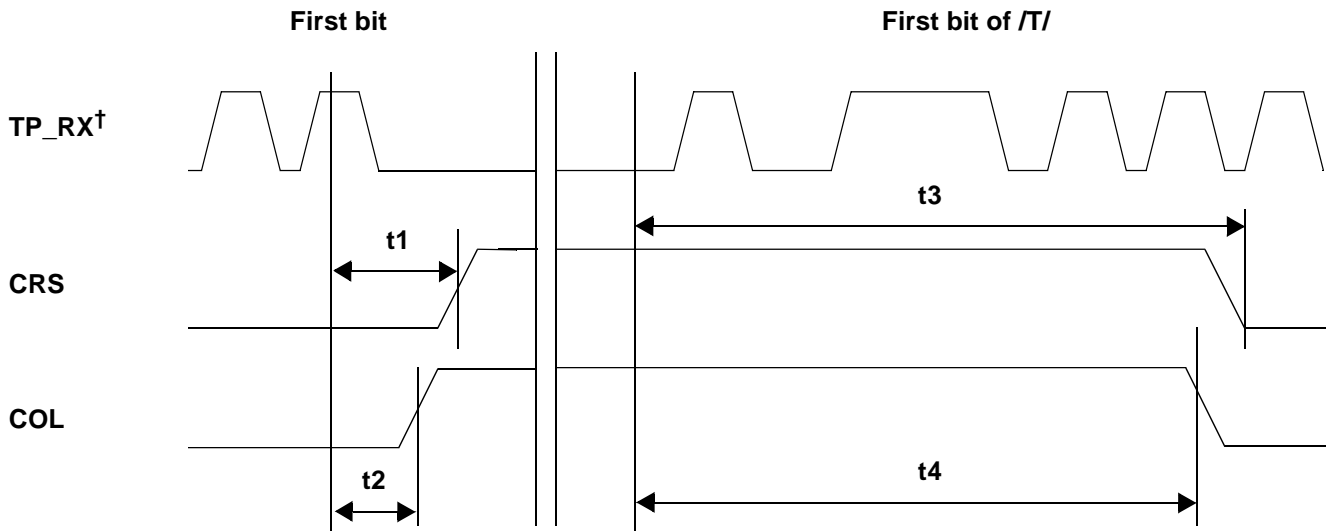 First bit
First bit of /T/
TP_RX†
t3
t1
CRS
COL
t2
t4